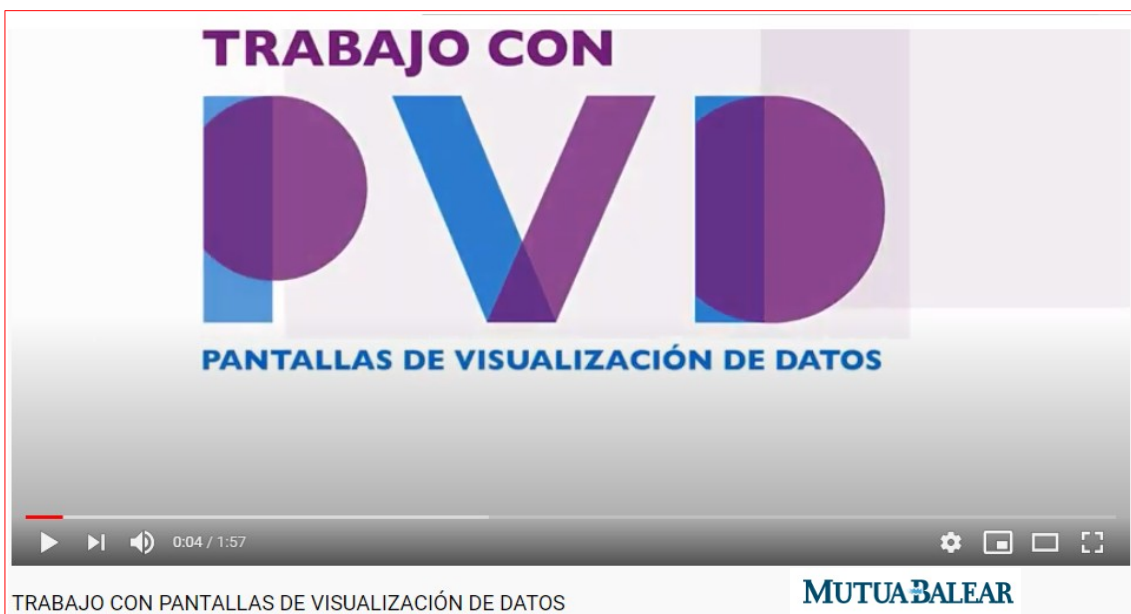 TRABAJO CON
PVD
PANTALLAS DE VISUALIZACIÓN DE DATOS
0:04 / 1:57
TRABAJO CON PANTALLAS DE VISUALIZACIÓN DE DATOS
MUTUA BALEAR